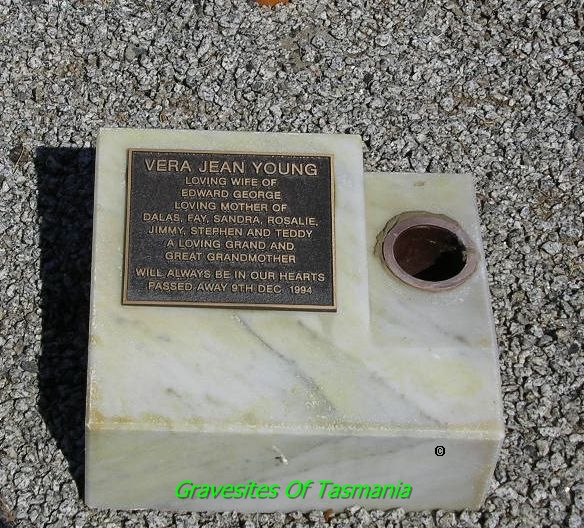 VERA JEAN YOUNG
LOVING WIFE OF
EDWARD GEORGE
LOVING MOTHER OF
DALAS, FAY, SANDRA, ROSALIE,
JIMMY, STEPHEN AND TEDDY
A LOVING GRAND AND
GREAT GRANDMOTHER
WILL ALWAYS BE IN OUR HEARTS
PASSED AWAY 9TH DEC. 1994
©
Gravesites Of Tasmania